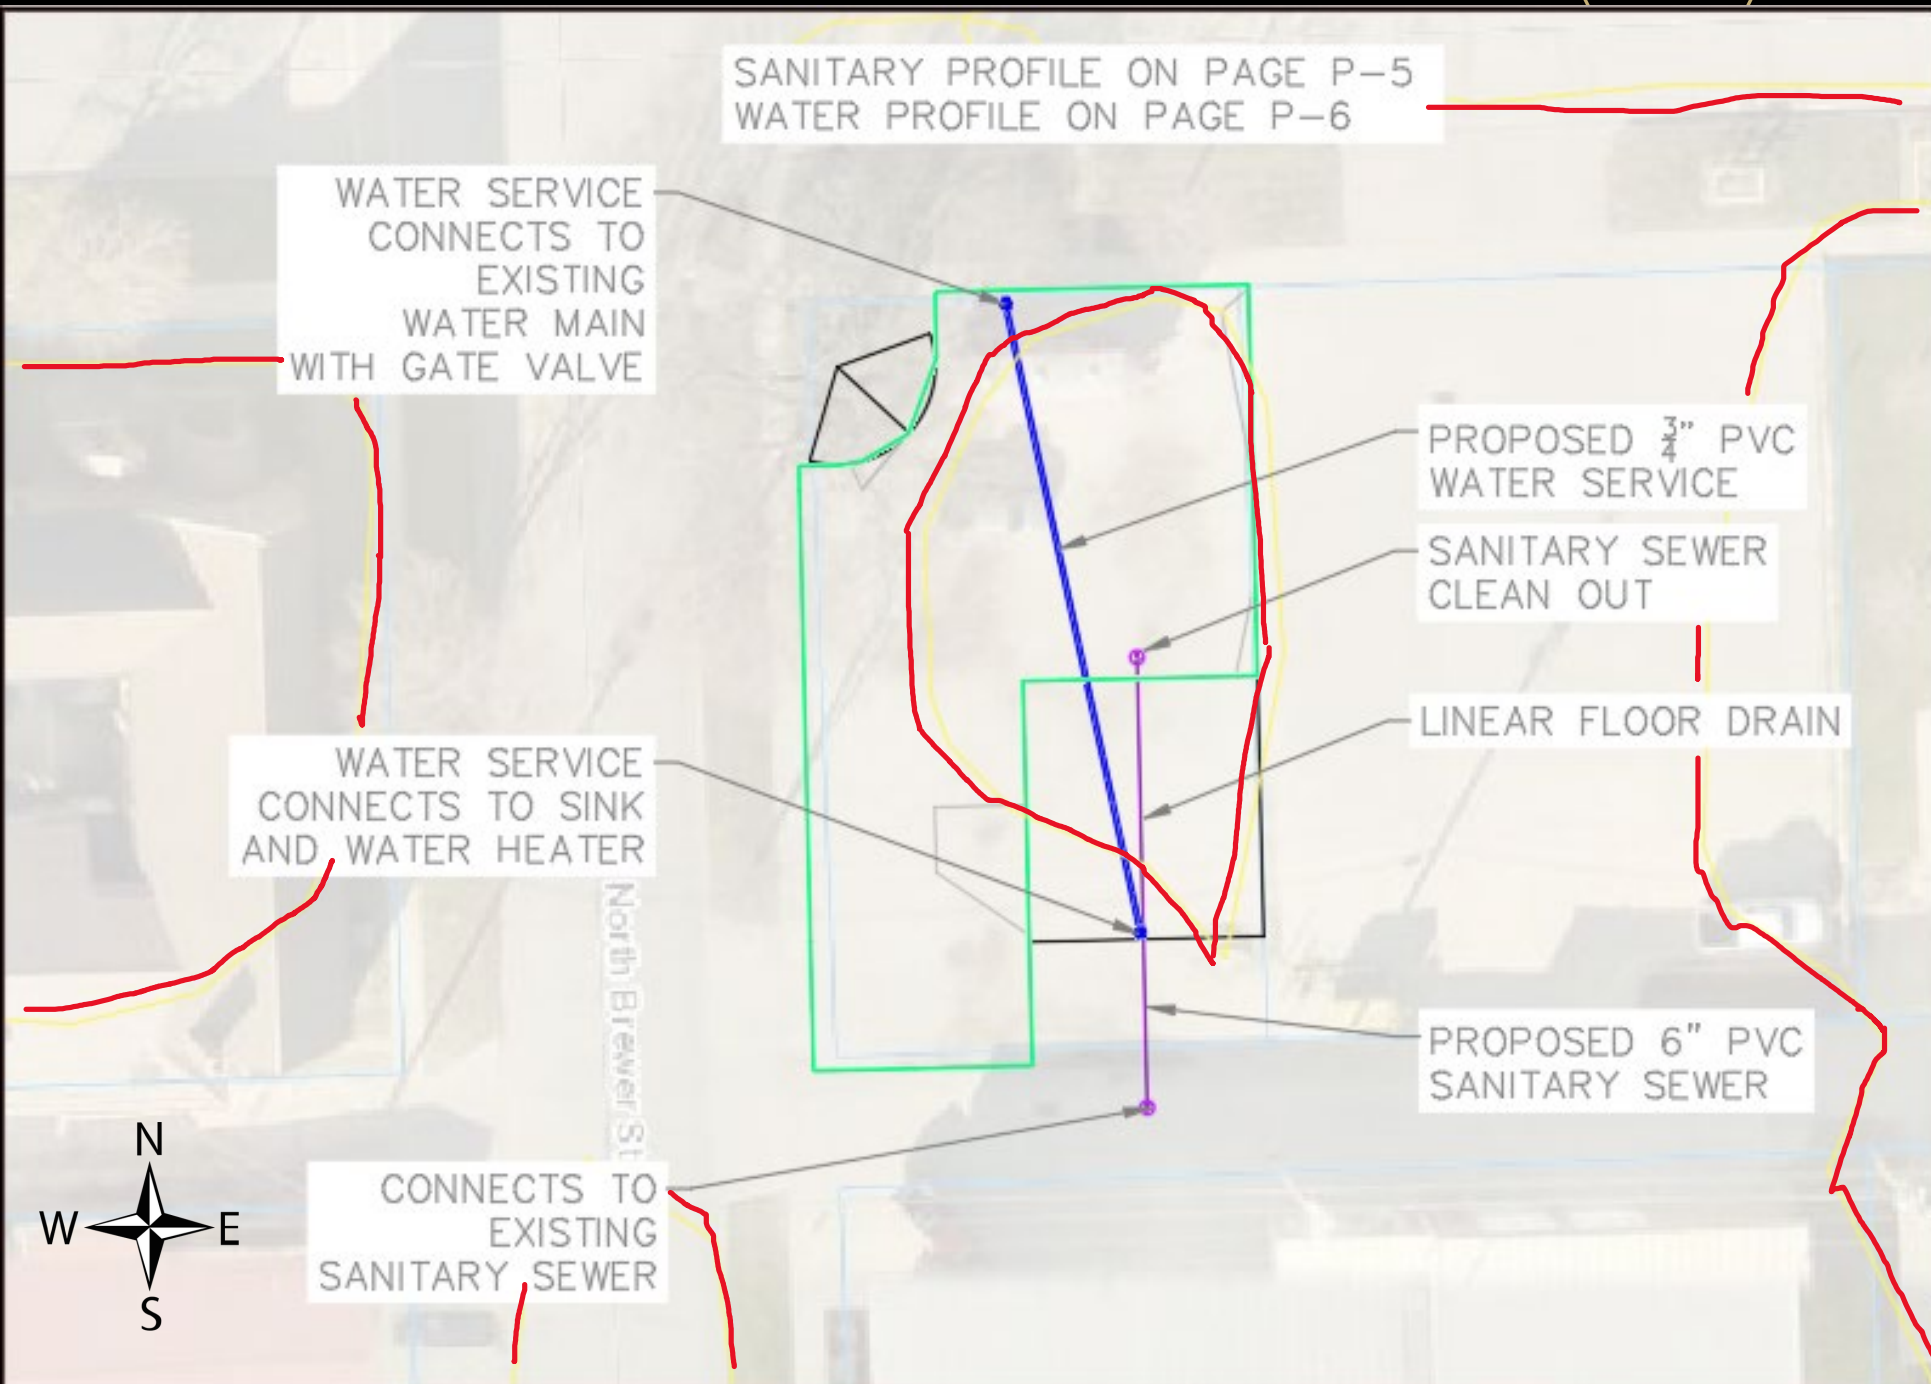 SANITARY PROFILE ON PAGE P-5
WATER PROFILE ON PAGE P-6
WATER SERVICE
CONNECTS TO
EXISTING
WATER MAIN
WITH GATE VALVE
PROPOSED 3/4" PVC
WATER SERVICE
SANITARY SEWER
CLEAN OUT
LINEAR FLOOR DRAIN
WATER SERVICE
CONNECTS TO SINK
AND WATER HEATER
North Brewer St
PROPOSED 6" PVC
SANITARY SEWER
CONNECTS TO
EXISTING
SANITARY SEWER
N
W E
S